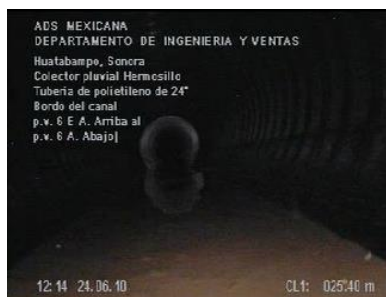 ADS MEXICANA
DEPARTAMENTO DE INGENIERIA Y VENTAS
Huatabampo, Sonora
Colector pluvial Hermosillo
Tuberia de polietileno de 24"
Bordo del canal
p.v. 6 E A. Arriba al
p.v. 6 A. Abajo
12:14 24.06.10
CL1: 025.40 m